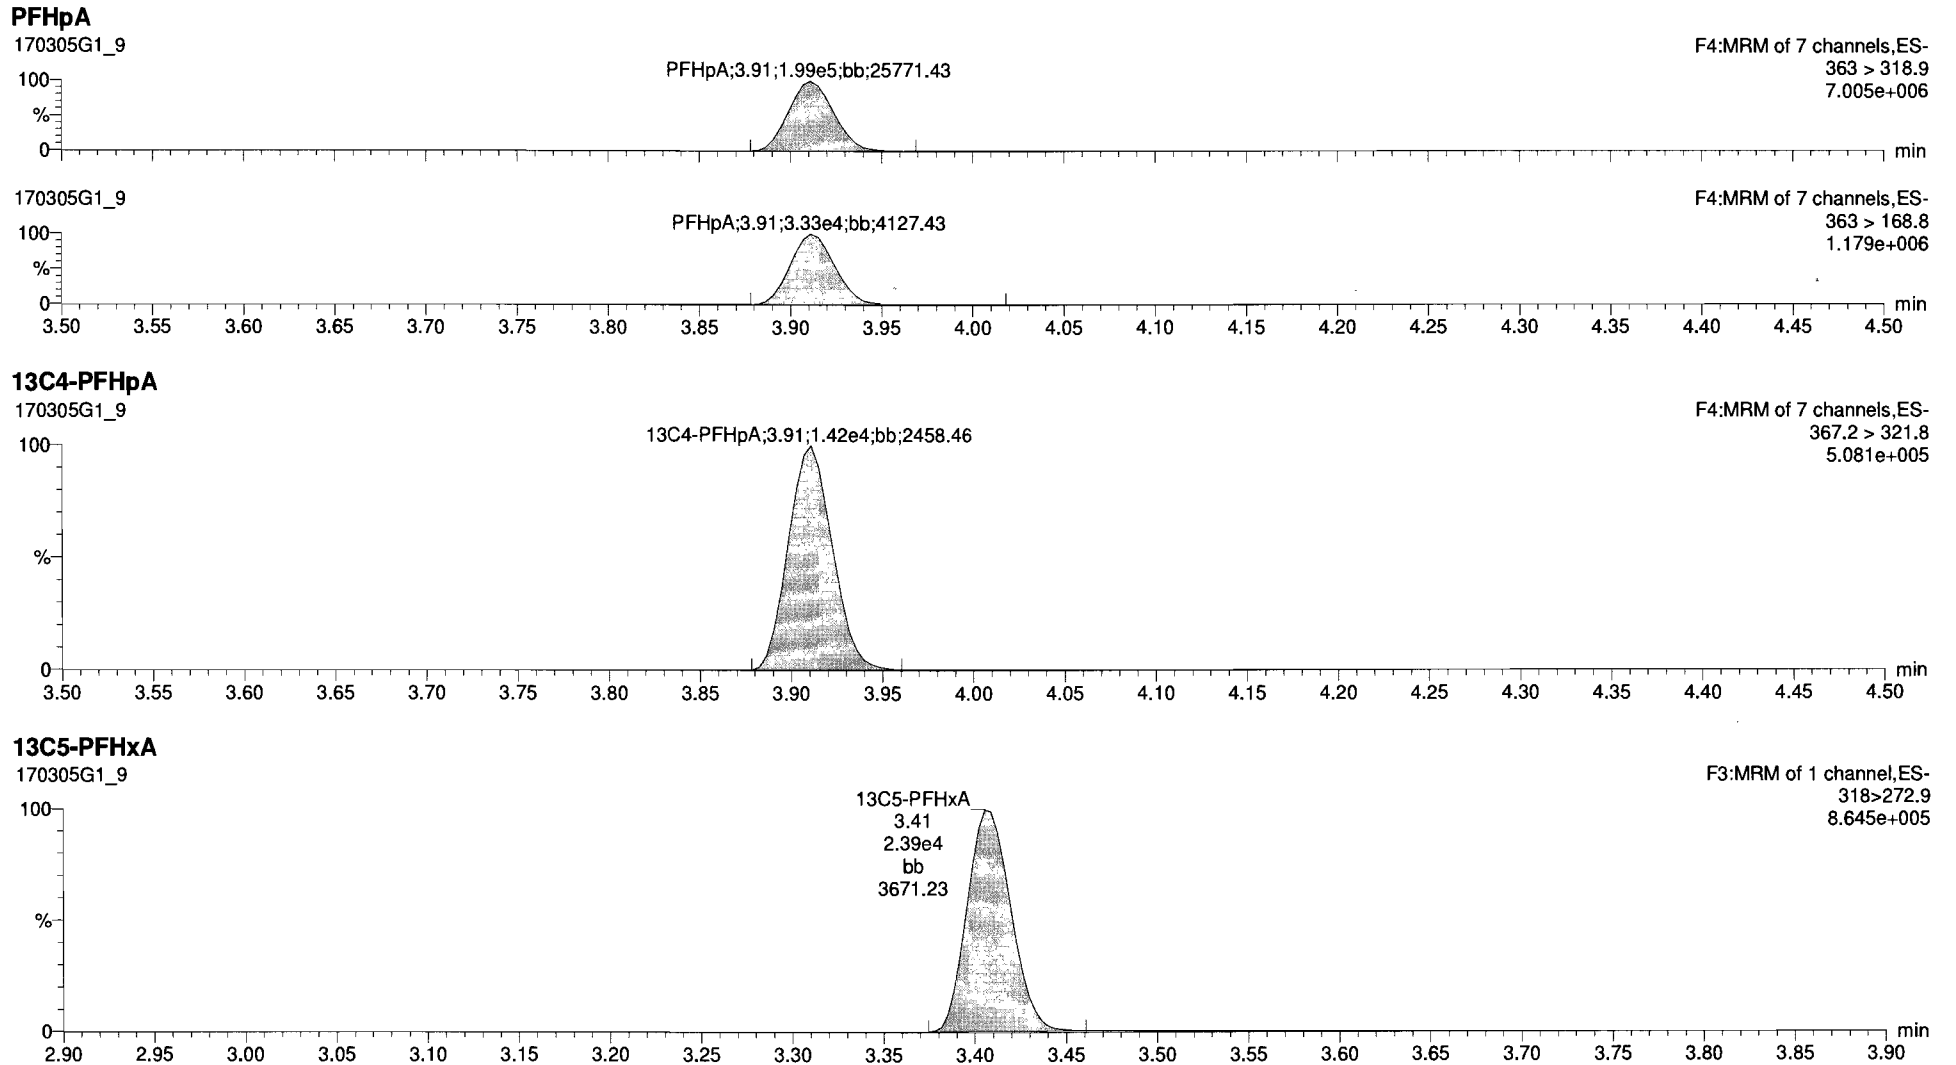 PFHpA
170305G1_9
F4:MRM of 7 channels,ES-
363 > 318.9
7.005e+006
PFHpA;3.91;1.99e5;bb;25771.43
100
%
0
min
170305G1_9
F4:MRM of 7 channels,ES-
363 > 168.8
1.179e+006
PFHpA;3.91;3.33e4;bb;4127.43
100
%
0
min
3.50 3.55 3.60 3.65 3.70 3.75 3.80 3.85 3.90 3.95 4.00 4.05 4.10 4.15 4.20 4.25 4.30 4.35 4.40 4.45 4.50
13C4-PFHpA
170305G1_9
F4:MRM of 7 channels,ES-
367.2 > 321.8
5.081e+005
13C4-PFHpA;3.91;1.42e4;bb;2458.46
100
%
0
min
3.50 3.55 3.60 3.65 3.70 3.75 3.80 3.85 3.90 3.95 4.00 4.05 4.10 4.15 4.20 4.25 4.30 4.35 4.40 4.45 4.50
13C5-PFHxA
170305G1_9
F3:MRM of 1 channel,ES-
318>272.9
8.645e+005
13C5-PFHxA
3.41
2.39e4
bb
3671.23
100
%
0
min
2.90 2.95 3.00 3.05 3.10 3.15 3.20 3.25 3.30 3.35 3.40 3.45 3.50 3.55 3.60 3.65 3.70 3.75 3.80 3.85 3.90